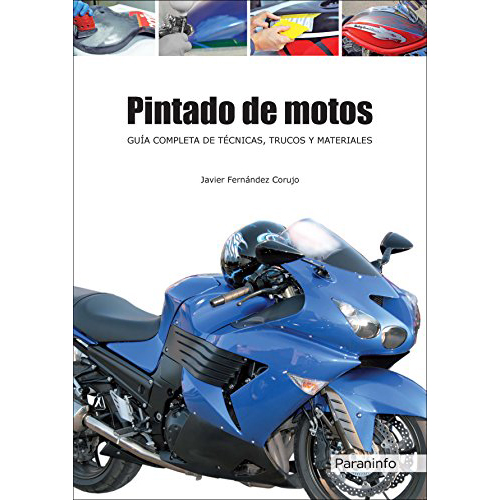 Pintado de motos
GUÍA COMPLETA DE TÉCNICAS, TRUCOS Y MATERIALES
Javier Fernández Corujo
Paraninfo